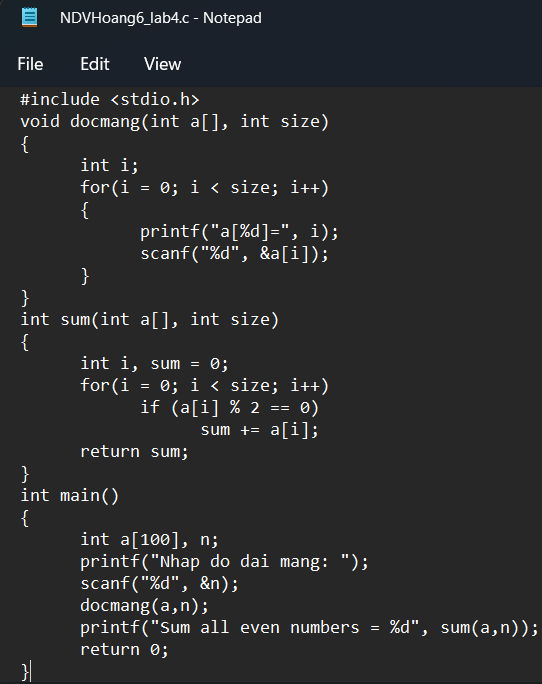 NDVHoang6_lab4.c - Notepad
File Edit View
#include <stdio.h>
void docmang(int a[], int size)
{
int i;
for(i = 0; i < size; i++)
{
printf("a[%d]=", i);
scanf("%d", &a[i]);
}
}
int sum(int a[], int size)
{
int i, sum = 0;
for(i = 0; i < size; i++)
if (a[i] % 2 == 0)
sum += a[i];
return sum;
}
int main()
{
int a[100], n;
printf("Nhap do dai mang: ");
scanf("%d", &n);
docmang(a,n);
printf("Sum all even numbers = %d", sum(a,n));
return 0;
}